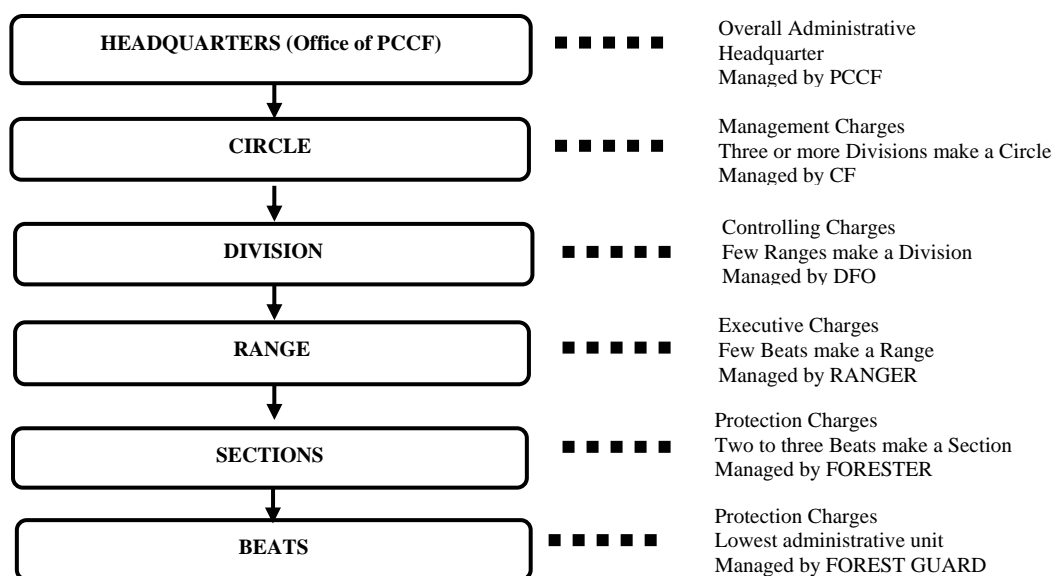 HEADQUARTERS (Office of PCCF)
Overall Administrative
Headquarter
Managed by PCCF
CIRCLE
Management Charges
Three or more Divisions make a Circle
Managed by CF
DIVISION
Controlling Charges
Few Ranges make a Division
Managed by DFO
RANGE
Executive Charges
Few Beats make a Range
Managed by RANGER
SECTIONS
Protection Charges
Two to three Beats make a Section
Managed by FORESTER
BEATS
Protection Charges
Lowest administrative unit
Managed by FOREST GUARD